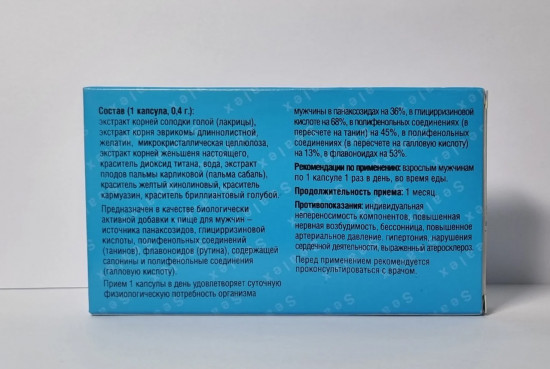 Состав (1 капсула, 0,4 г.):
экстракт корней солодки голой (лакрицы),
экстракт корня эврикомы длиннолистной,
желатин, микрокристаллическая целлюлоза,
экстракт корней женьшеня настоящего,
краситель диоксид титана, вода, экстракт
плодов пальмы карликовой (пальма сабаль),
краситель желтый хинолиновый, краситель
кармуазин, краситель бриллиантовый голубой.
Предназначен в качестве биологически
активной добавки к пище для мужчин –
источника панаксозидов, глицирризиновой
кислоты, полифенольных соединений
(танинов), флавоноидов (рутина), содержащей
сапонины и полифенольные соединения
(галловую кислоту).
Прием 1 капсулы в день удовлетворяет суточную
физиологическую потребность организма
мужчины в панаксозидах на 36%, в глицирризиновой
кислоте на 68%, в полифенольных соединениях (в
пересчете на танин) на 45%, в полифенольных
соединениях (в пересчете на галловую кислоту)
на 13%, в флавоноидах на 53%.
Рекомендации по применению: взрослым мужчинам
по 1 капсуле 1 раз в день, во время еды.
Продолжительность приема: 1 месяц
Противопоказания: индивидуальная
непереносимость компонентов, повышенная
нервная возбудимость, бессонница, повышенное
артериальное давление, гипертония, нарушения
сердечной деятельности, выраженный атеросклероз.
Перед применением рекомендуется
проконсультироваться с врачом.
Sealex